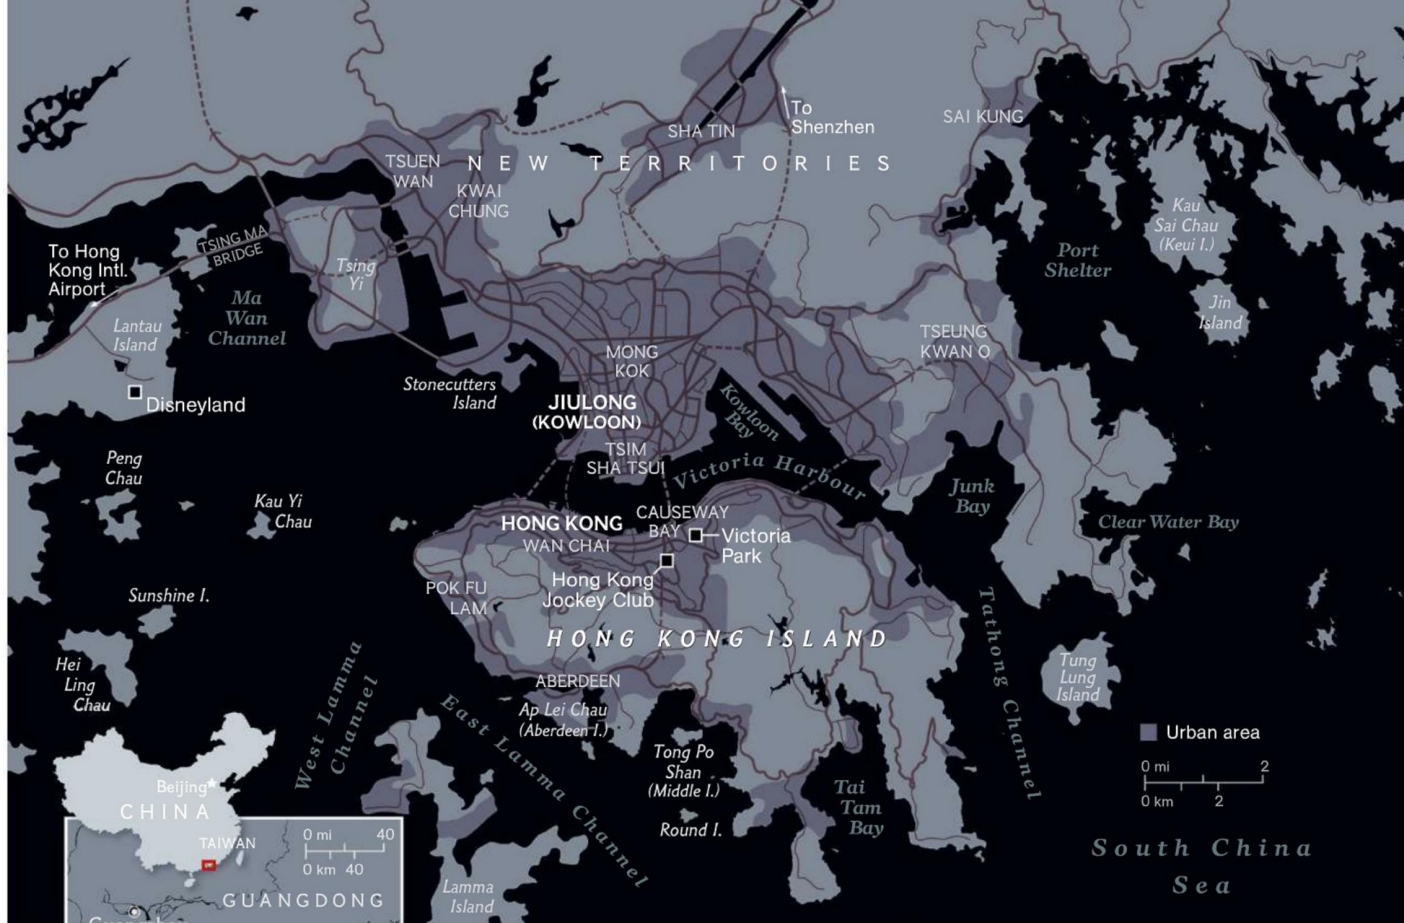 To
Shenzhen
SHA TIN
SAI KUNG
TSUEN
WAN
NEW TERRITORIES
KWAI
CHUNG
Kau
Sai Chau
(Keui I.)
TSING MA
BRIDGE
To Hong
Kong Intl.
Airport
Tsing
Yi
Port
Shelter
Ma
Wan
Channel
Lantau
Island
Jin
Island
TSEUNG
KWAN O
MONG
KOK
Stonecutters
Island
Disneyland
JIULONG
(KOWLOON)
Kowloon
Bay
TSIM
SHA TSUI
Victoria Harbour
Peng
Chau
Kau Yi
Chau
Junk
Bay
Clear Water Bay
HONG KONG
WAN CHAI
CAUSEWAY
BAY
Victoria
Park
Hong Kong
Jockey Club
POK FU
LAM
Sunshine I.
HONG KONG ISLAND
Tathong Channel
Hei
Ling
Chau
West Lamma
Channel
ABERDEEN
Ap Lei Chau
(Aberdeen I.)
East Lamma Channel
Tung
Lung
Island
Tong Po
Shan
(Middle I.)
Round I.
Tai
Tam
Bay
Urban area
0 mi 2
0 km 2
South China
Sea
Lamma
Island
Beijing
CHINA
TAIWAN
0 mi 40
0 km 40
GUANGDONG